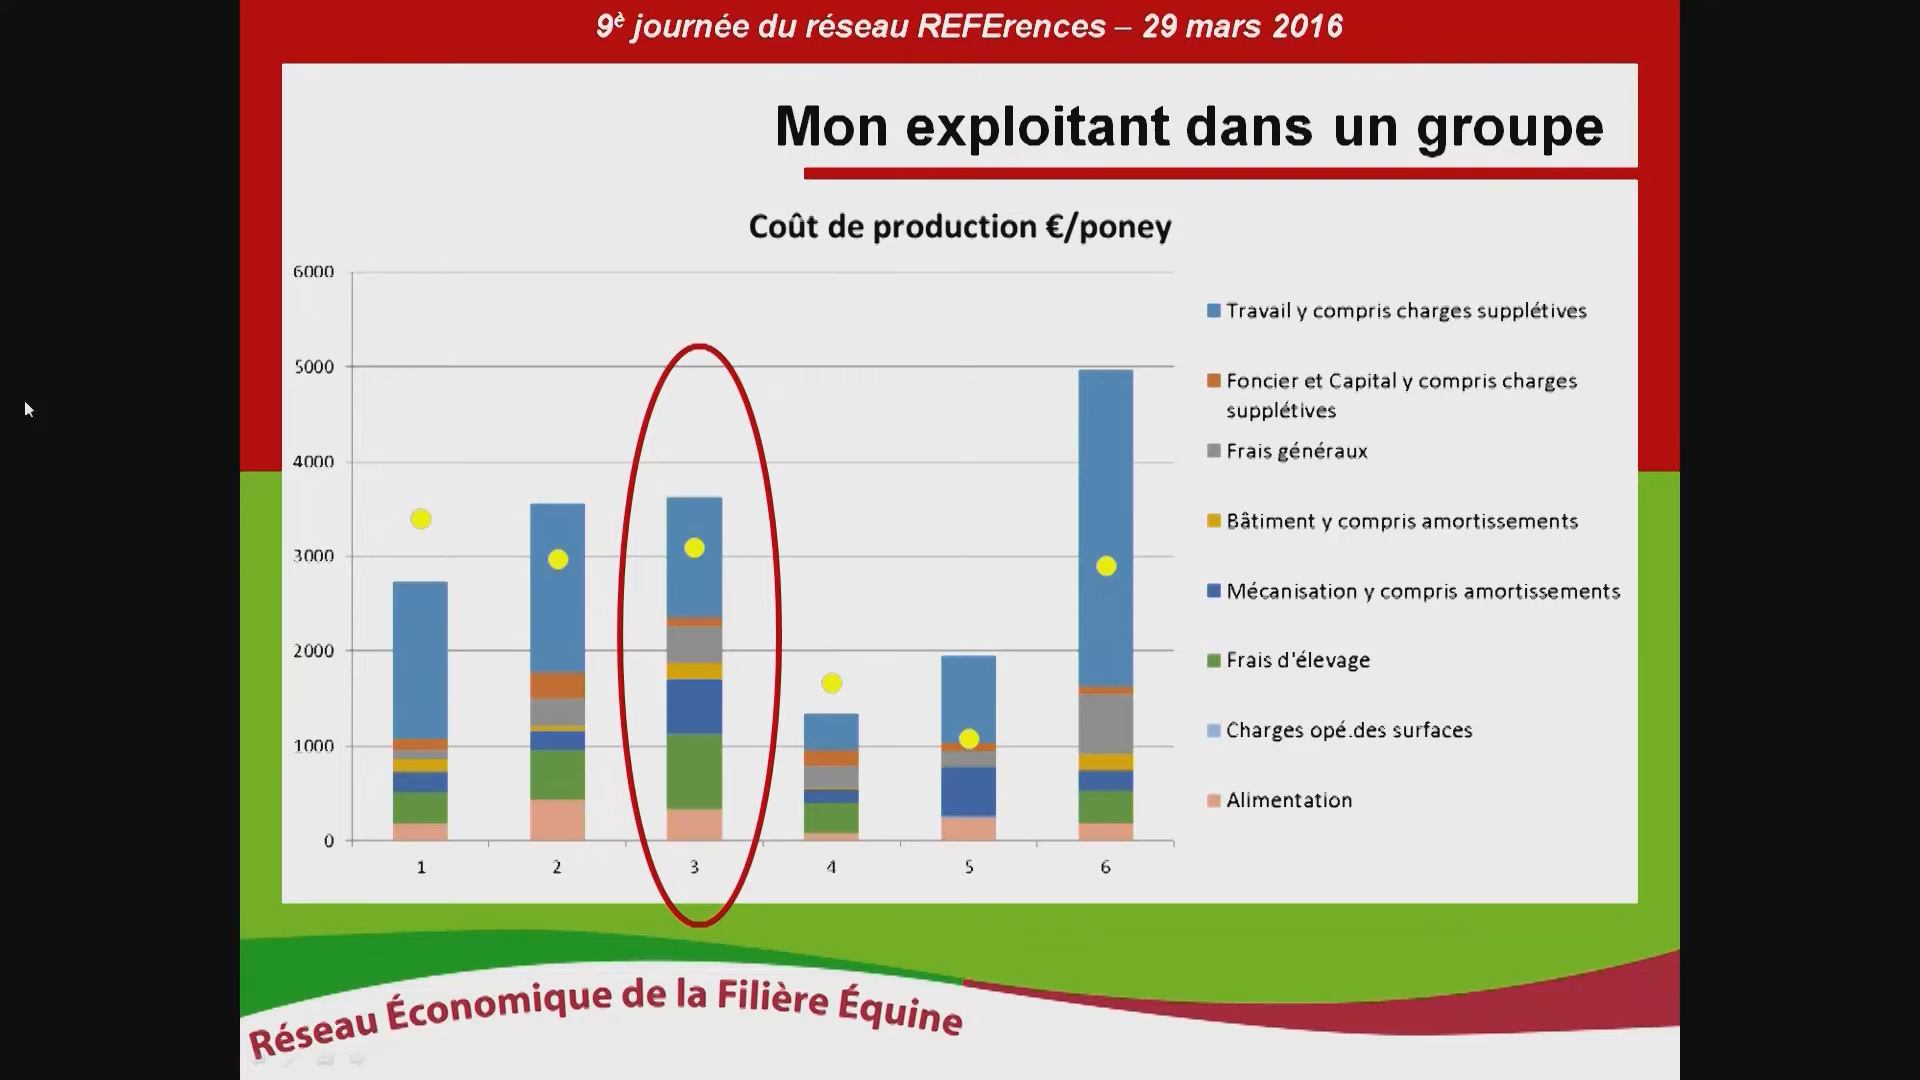 9è journée du réseau REFErences – 29 mars 2016
Mon exploitant dans un groupe
Coût de production €/poney
6000
5000
4000
3000
2000
1000
0
1 2 3 4 5 6
Travail y compris charges supplétives
Foncier et Capital y compris charges
supplétives
Frais généraux
Bâtiment y compris amortissements
Mécanisation y compris amortissements
Frais d'élevage
Charges opé.des surfaces
Alimentation
Réseau Économique de la Filière Équine